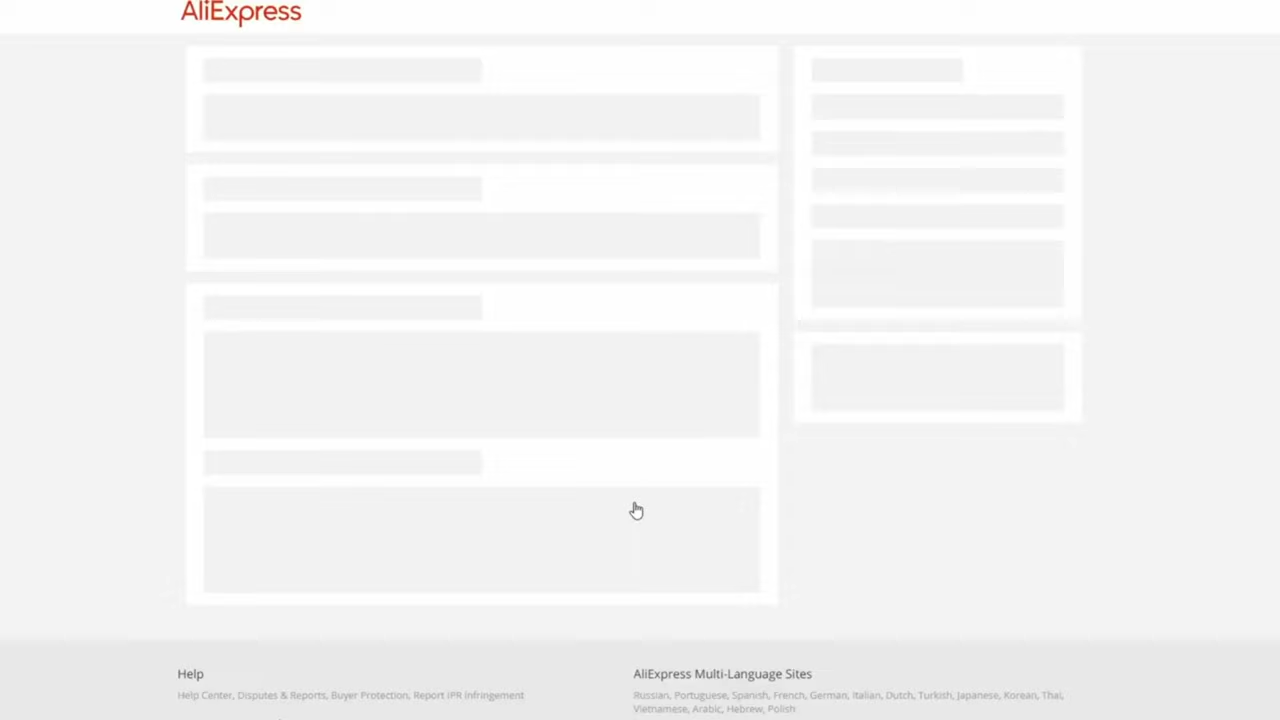 AliExpress
Help
Help Center, Disputes & Reports, Buyer Protection, Report IPR infringement
AliExpress Multi-Language Sites
Russian, Portuguese, Spanish, French, German, Italian, Dutch, Turkish, Japanese, Korean, Thai,
Vietnamese, Arabic, Hebrew, Polish